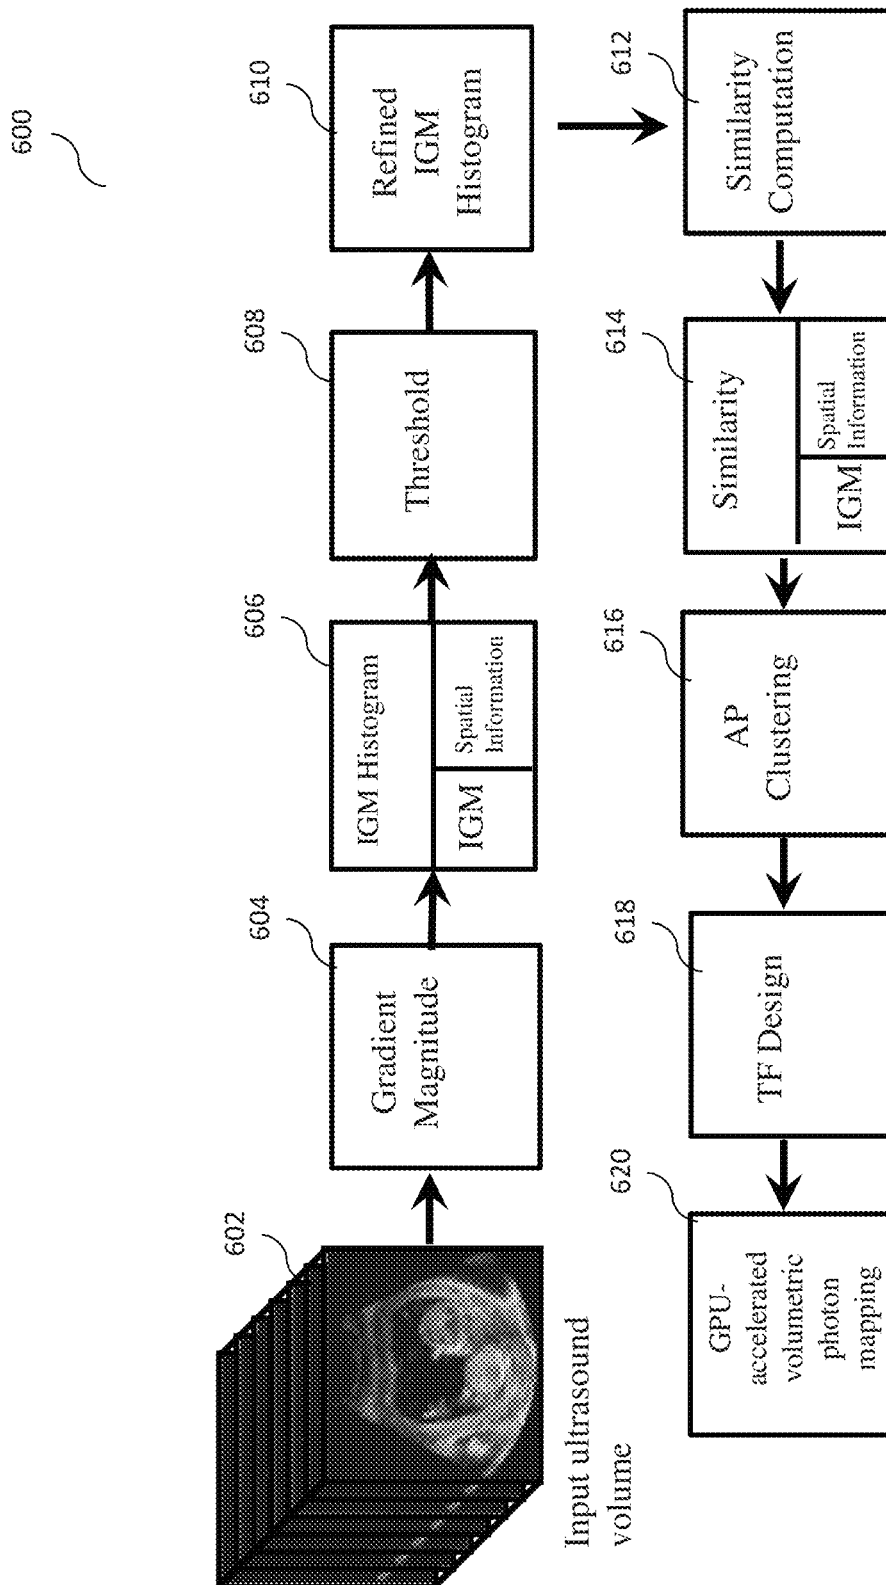 600
602
Input ultrasound
volume
604
Gradient
Magnitude
606
IGM Histogram
IGM
Spatial
Information
608
Threshold
610
Refined
IGM
Histogram
612
Similarity
Computation
614
Similarity
IGM
Spatial
Information
616
AP
Clustering
618
TF Design
620
GPU-
accelerated
volumetric
photon
mapping